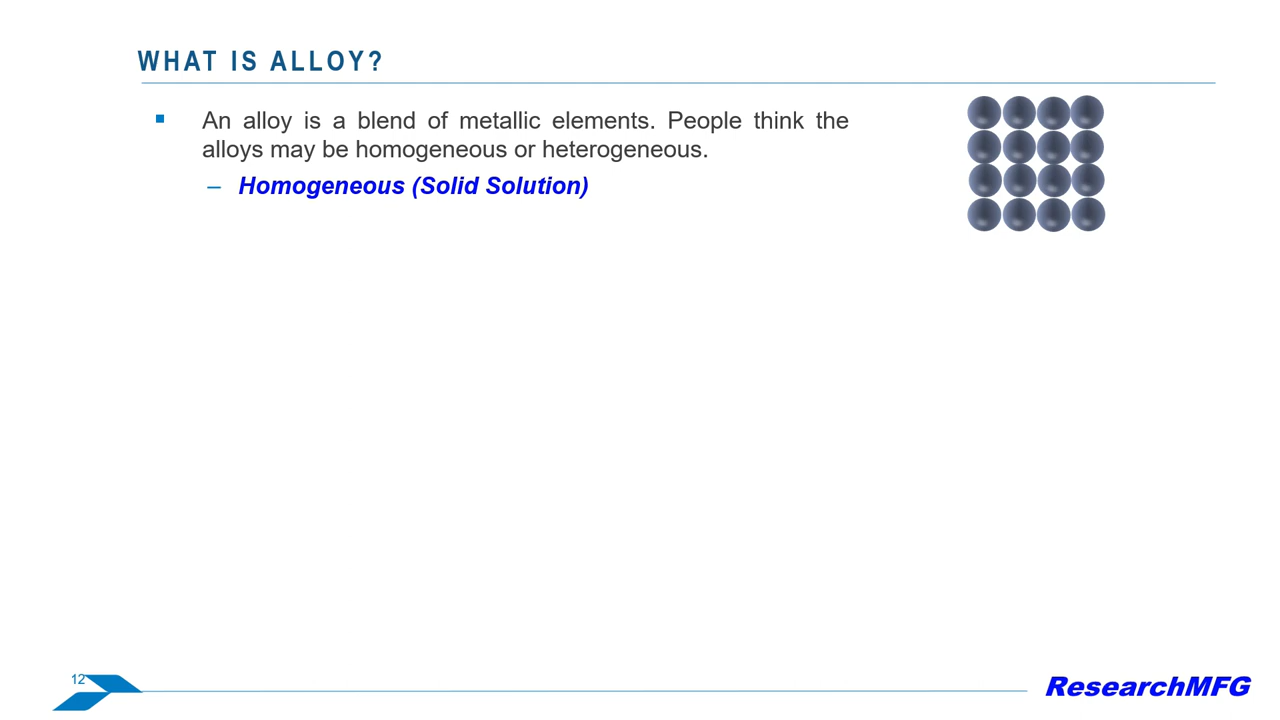 WHAT IS ALLOY?
▪ An alloy is a blend of metallic elements. People think the
alloys may be homogeneous or heterogeneous.
– Homogeneous (Solid Solution)
12
ResearchMFG